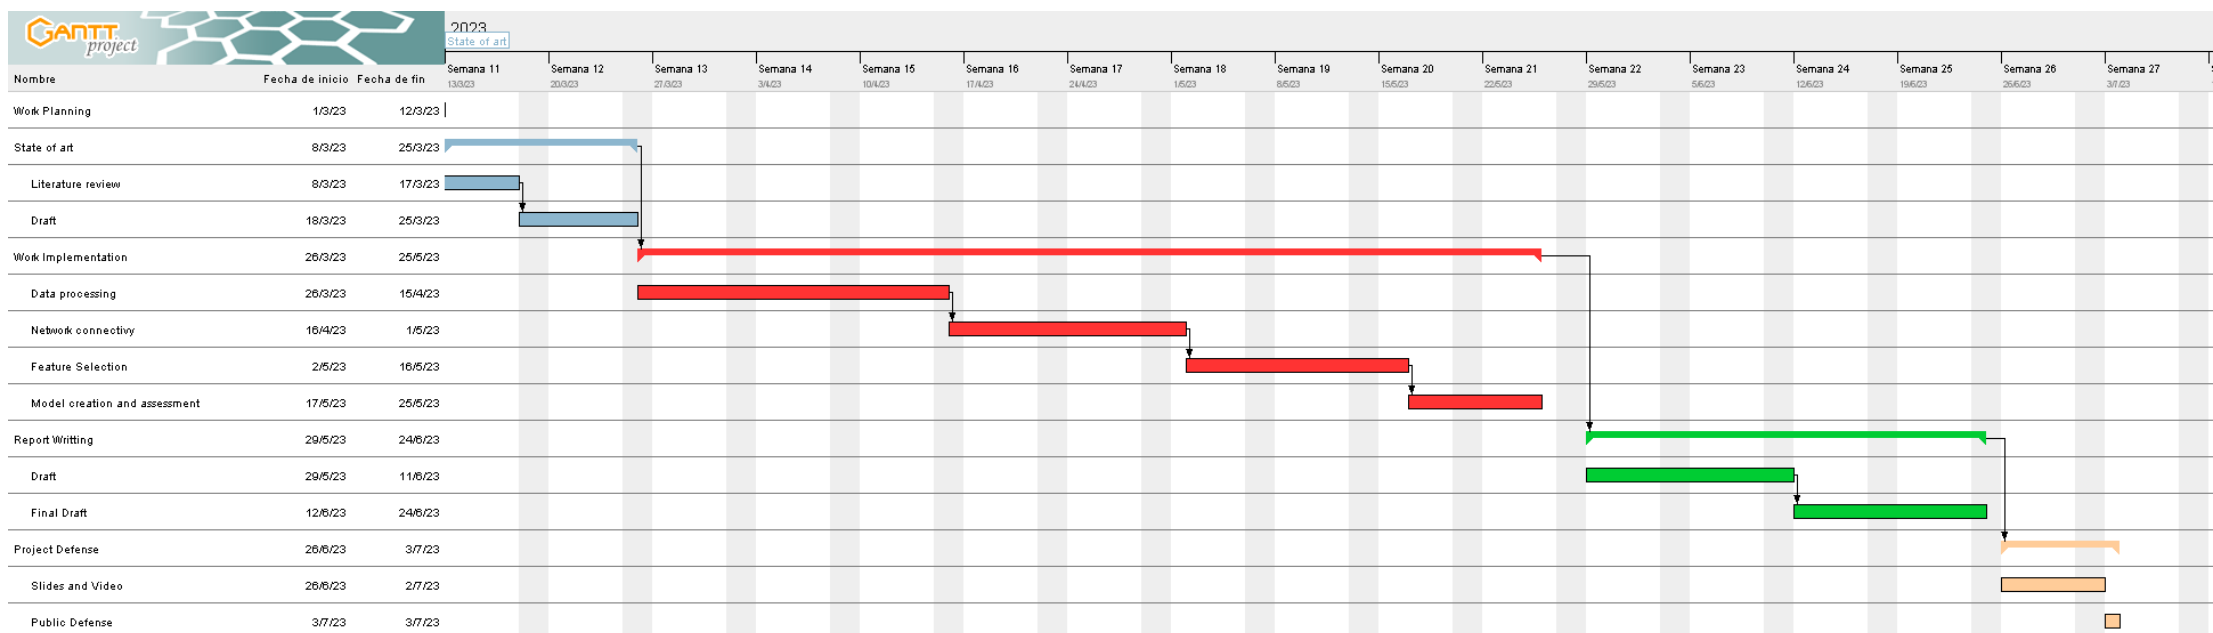 GANTT
project
2023
State of art
Nombre Fecha de inicio Fecha de fin
Semana 11 Semana 12 Semana 13 Semana 14 Semana 15 Semana 16 Semana 17 Semana 18 Semana 19 Semana 20 Semana 21 Semana 22 Semana 23 Semana 24 Semana 25 Semana 26 Semana 27
13/3/23 20/3/23 27/3/23 3/4/23 10/4/23 17/4/23 24/4/23 1/5/23 8/5/23 15/5/23 22/5/23 29/5/23 5/6/23 12/6/23 19/6/23 26/6/23 3/7/23
Work Planning 1/3/23 12/3/23
State of art 8/3/23 25/3/23
Literature review 8/3/23 17/3/23
Draft 18/3/23 25/3/23
Work Implementation 26/3/23 25/5/23
Data processing 26/3/23 15/4/23
Network connectivy 16/4/23 1/5/23
Feature Selection 2/5/23 16/5/23
Model creation and assessment 17/5/23 25/5/23
Report Writting 29/5/23 24/6/23
Draft 29/5/23 11/6/23
Final Draft 12/6/23 24/6/23
Project Defense 26/6/23 3/7/23
Slides and Video 26/6/23 2/7/23
Public Defense 3/7/23 3/7/23